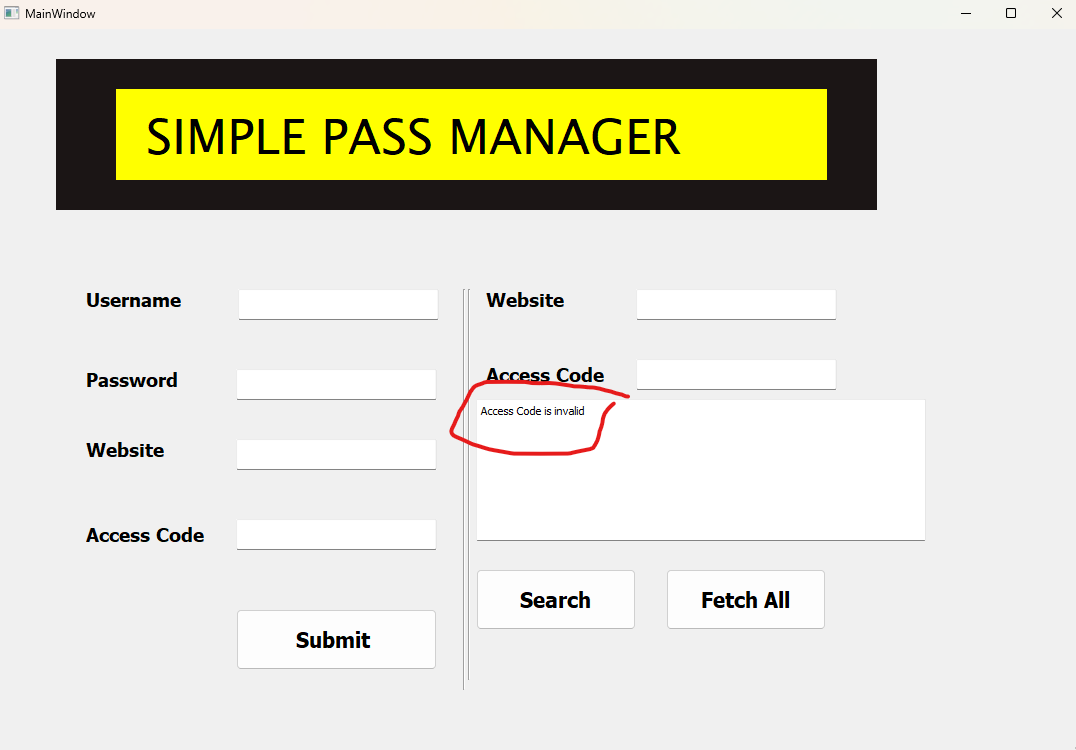 MainWindow
SIMPLE PASS MANAGER
Username
Password
Website
Access Code
Submit
Website
Access Code
Access Code is invalid
Search
Fetch All